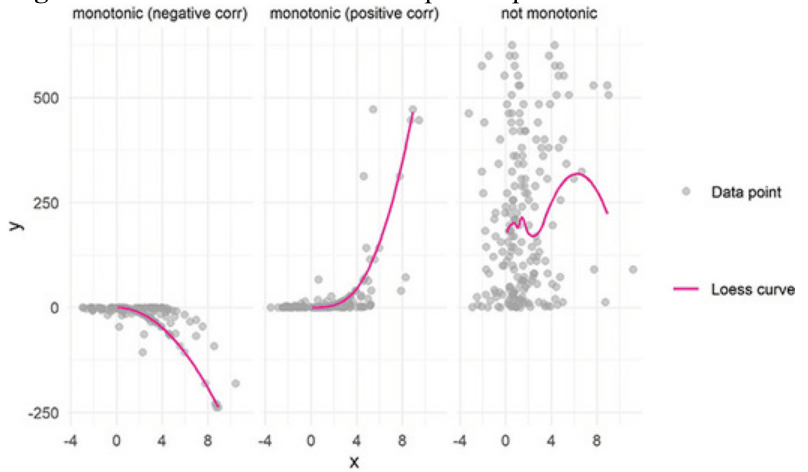 monotonic (negative corr) monotonic (positive corr) not monotonic
500
250
0
-250
y
-4 0 4 8 -4 0 4 8 -4 0 4 8
x
Data point
Loess curve